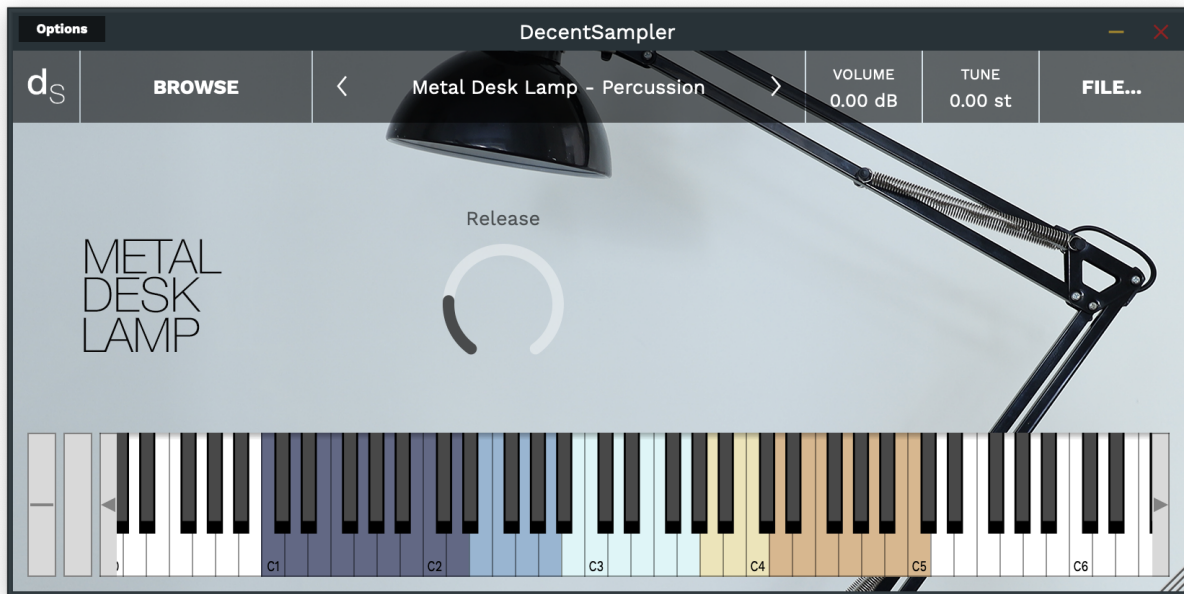 Options
DecentSampler
ds
BROWSE
Metal Desk Lamp - Percussion
VOLUME
0.00 dB
TUNE
0.00 st
FILE...
Release
METAL
DESK
LAMP
C1
C2
C3
C4
C5
C6